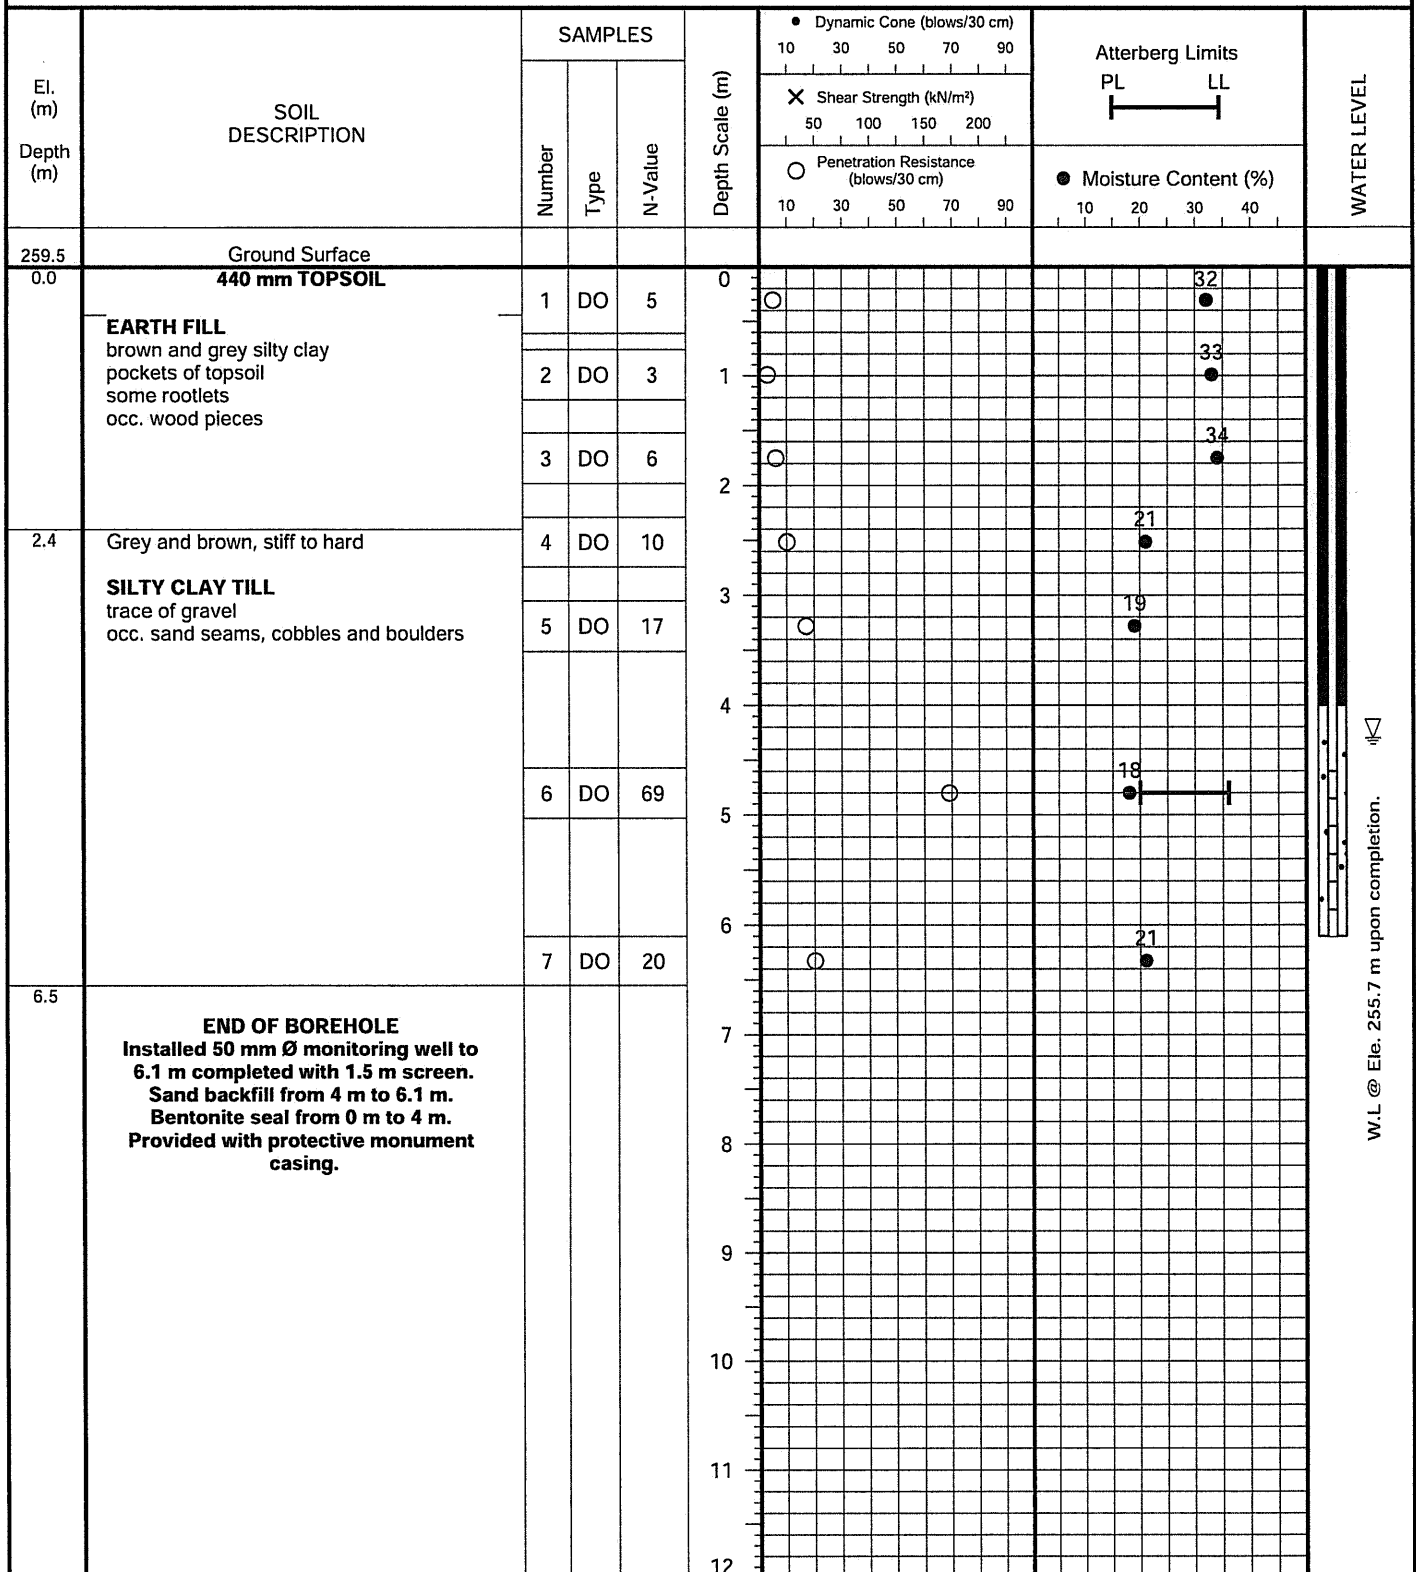 El.
(m)
Depth
(m)
SOIL
DESCRIPTION
SAMPLES
Number
Type
N-Value
Depth Scale (m)
• Dynamic Cone (blows/30 cm)
10 30 50 70 90
✕ Shear Strength (kN/m²)
50 100 150 200
○ Penetration Resistance
(blows/30 cm)
10 30 50 70 90
Atterberg Limits
PL LL
● Moisture Content (%)
10 20 30 40
WATER LEVEL
259.5 Ground Surface
0.0 440 mm TOPSOIL
EARTH FILL
brown and grey silty clay
pockets of topsoil
some rootlets
occ. wood pieces
2.4 Grey and brown, stiff to hard
SILTY CLAY TILL
trace of gravel
occ. sand seams, cobbles and boulders
6.5
END OF BOREHOLE
Installed 50 mm Ø monitoring well to
6.1 m completed with 1.5 m screen.
Sand backfill from 4 m to 6.1 m.
Bentonite seal from 0 m to 4 m.
Provided with protective monument
casing.
1 DO 5
2 DO 3
3 DO 6
4 DO 10
5 DO 17
6 DO 69
7 DO 20
0
1
2
3
4
5
6
7
8
9
10
11
12
32
33
34
21
19
18
21
W.L @ Ele. 255.7 m upon completion.